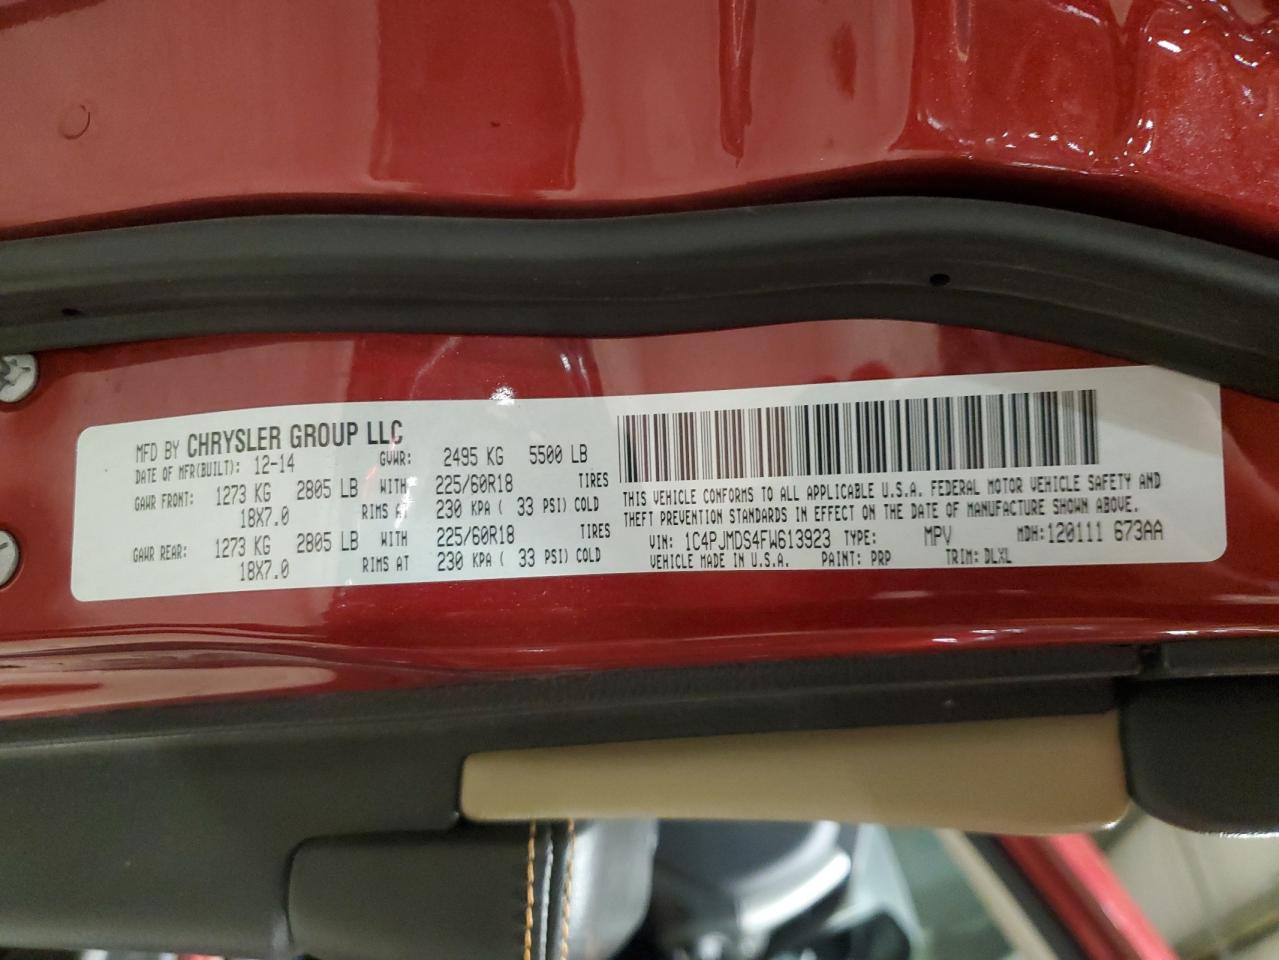 MFD BY CHRYSLER GROUP LLC
DATE OF MFR(BUILT): 12-14 GVWR: 2495 KG 5500 LB
GAWR FRONT: 1273 KG 2805 LB WITH 225/60R18 TIRES
18X7.0 RIMS AT 230 KPA ( 33 PSI) COLD
GAWR REAR: 1273 KG 2805 LB WITH 225/60R18 TIRES
18X7.0 RIMS AT 230 KPA ( 33 PSI) COLD
THIS VEHICLE CONFORMS TO ALL APPLICABLE U.S.A. FEDERAL MOTOR VEHICLE SAFETY AND
THEFT PREVENTION STANDARDS IN EFFECT ON THE DATE OF MANUFACTURE SHOWN ABOVE.
VIN: 1C4PJMDS4FW613923 TYPE: MPV MDH: 120111 673AA
VEHICLE MADE IN U.S.A. PAINT: PRP TRIM: DLXL